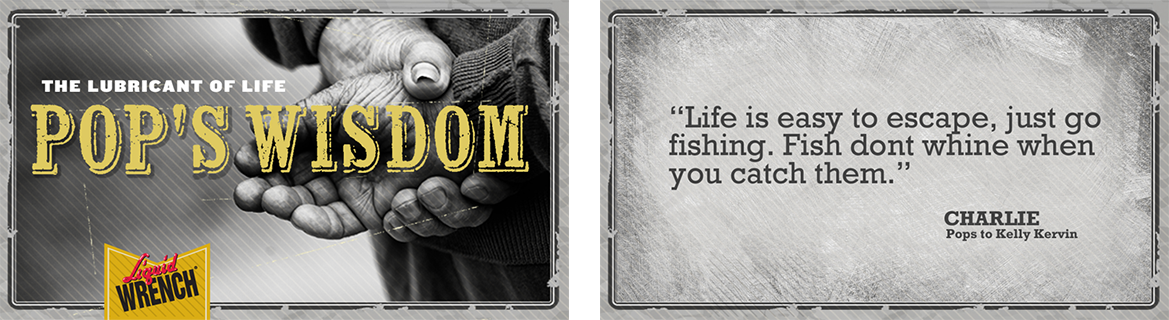 THE LUBRICANT OF LIFE
POP'S WISDOM
Liquid
WRENCH
“Life is easy to escape, just go
fishing. Fish dont whine when
you catch them.”
CHARLIE
Pops to Kelly Kervin